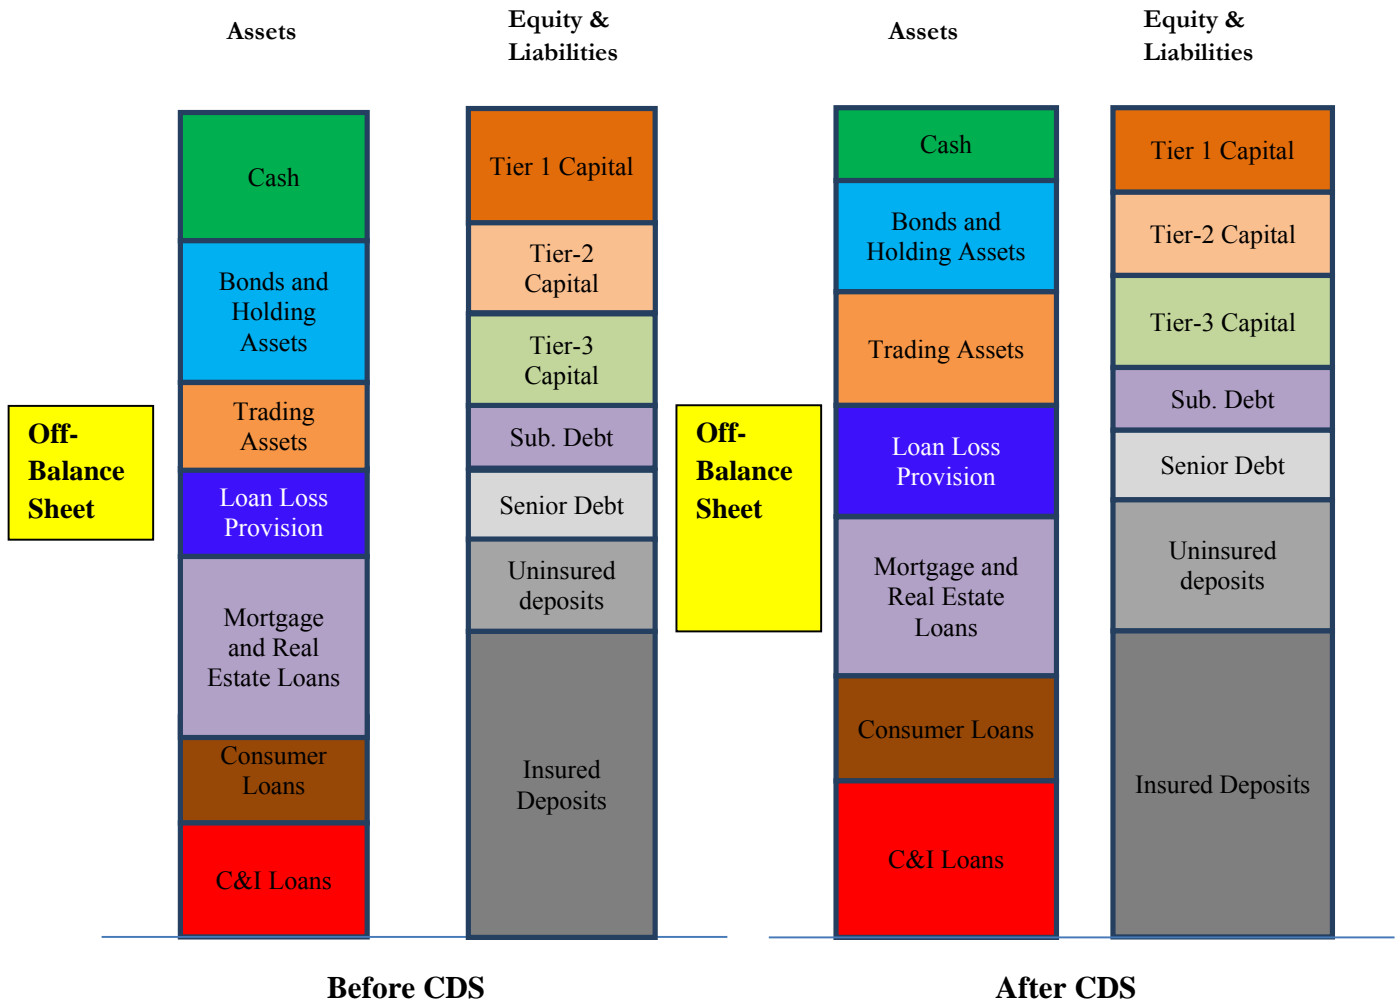 Assets
Equity &
Liabilities
Cash
Bonds and
Holding
Assets
Trading
Assets
Loan Loss
Provision
Mortgage
and Real
Estate Loans
Consumer
Loans
C&I Loans
Off-
Balance
Sheet
Tier 1 Capital
Tier-2
Capital
Tier-3
Capital
Sub. Debt
Senior Debt
Uninsured
deposits
Insured
Deposits
Before CDS
Assets
Equity &
Liabilities
Cash
Bonds and
Holding Assets
Trading Assets
Loan Loss
Provision
Mortgage and
Real Estate
Loans
Consumer Loans
C&I Loans
Off-
Balance
Sheet
Tier 1 Capital
Tier-2 Capital
Tier-3 Capital
Sub. Debt
Senior Debt
Uninsured
deposits
Insured Deposits
After CDS